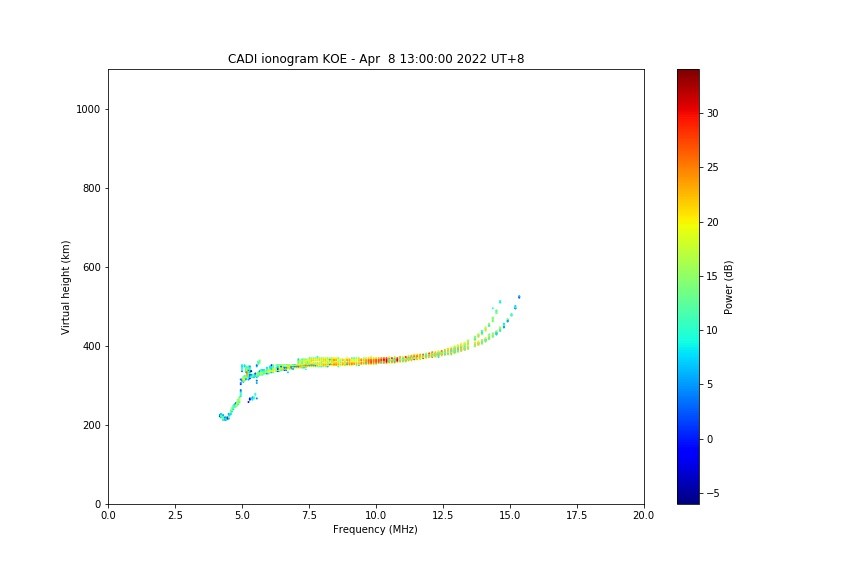 CADI ionogram KOE - Apr  8 13:00:00 2022 UT+8
1000
800
600
400
200
0
Virtual height (km)
0.0 2.5 5.0 7.5 10.0 12.5 15.0 17.5 20.0
Frequency (MHz)
30
25
20
15
10
5
0
−5
Power (dB)